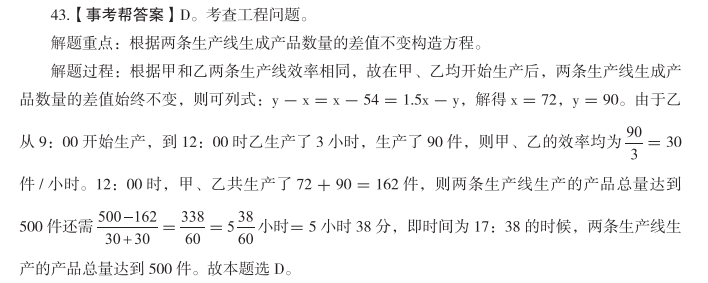 43.【事考帮答案】D。考查工程问题。
解题重点：根据两条生产线生成产品数量的差值不变构造方程。
解题过程：根据甲和乙两条生产线效率相同，故在甲、乙均开始生产后，两条生产线生成产
品数量的差值始终不变，则可列式：y － x = x － 54 = 1.5x － y，解得 x = 72，y = 90。由于乙
从 9：00 开始生产，到 12：00 时乙生产了 3 小时，生产了 90 件，则甲、乙的效率均为 90/3 = 30
件 / 小时。12：00 时，甲、乙共生产了 72 + 90 = 162 件，则两条生产线生产的产品总量达到
500 件还需 (500－162)/(30+30) = 338/60 = 5 38/60 小时= 5 小时 38 分，即时间为 17：38 的时候，两条生产线生
产的产品总量达到 500 件。故本题选 D。